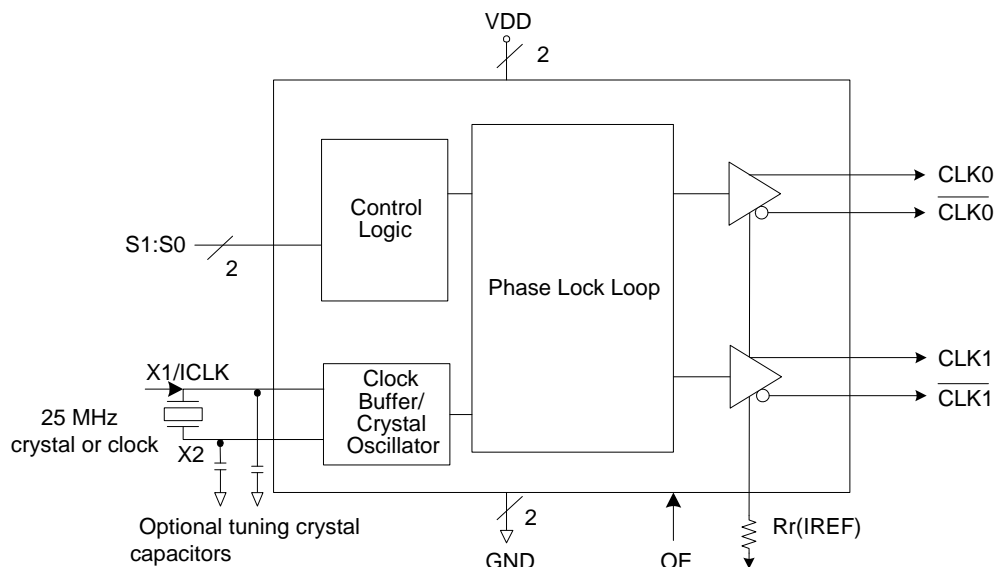 VDD
2
CLK0
CLK0
Control
Logic
S1:S0
2
Phase Lock Loop
X1/ICLK
Clock
Buffer/
Crystal
Oscillator
CLK1
CLK1
25 MHz
crystal or clock
X2
Optional tuning crystal
capacitors
2
GND
OE
Rr(IREF)